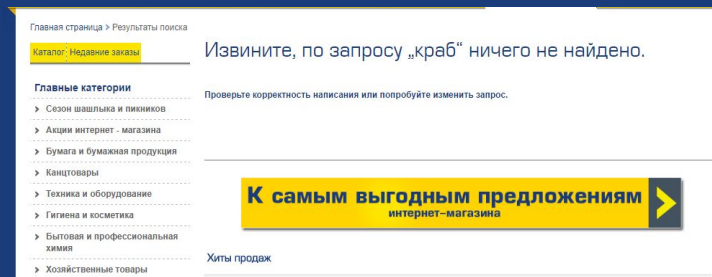 Главная страница > Результаты поиска
Каталог Недавние заказы
Извините, по запросу „краб“ ничего не найдено.
Проверьте корректность написания или попробуйте изменить запрос.
Главные категории
Сезон шашлыка и пикников
Акции интернет - магазина
Бумага и бумажная продукция
Канцтовары
Техника и оборудование
Гигиена и косметика
Бытовая и профессиональная
химия
Хозяйственные товары
К самым выгодным предложениям
интернет-магазина
Хиты продаж